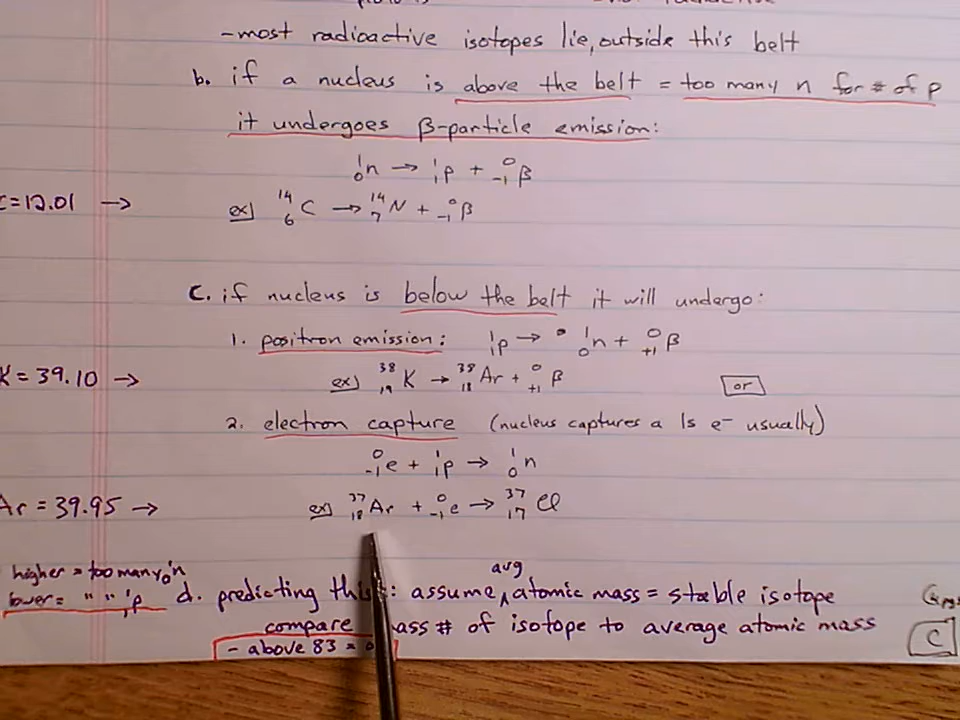 -most radioactive isotopes lie, outside this belt
b. if a nucleus is above the belt = too many n for # of p
it undergoes β-particle emission:
¹₀n → ¹₁p + ⁰₋₁β
C=12.01 → ex) ¹⁴₆C → ¹⁴₇N + ⁰₋₁β
c. if nucleus is below the belt it will undergo:
1. positron emission: ¹₁p → ¹₀n + ⁰₊₁β
K = 39.10 → ex) ³⁸₁₉K → ³⁸₁₈Ar + ⁰₊₁β or
2. electron capture (nucleus captures a 1s e⁻ usually)
⁰₋₁e + ¹₁p → ¹₀n
Ar = 39.95 → ex) ³⁷₁₈Ar + ⁰₋₁e → ³⁷₁₇Cl
higher = too many ¹₀n
lower = " " ¹₁p d. predicting this: assume avg atomic mass = stable isotope
compare mass # of isotope to average atomic mass
- above 83 =
C